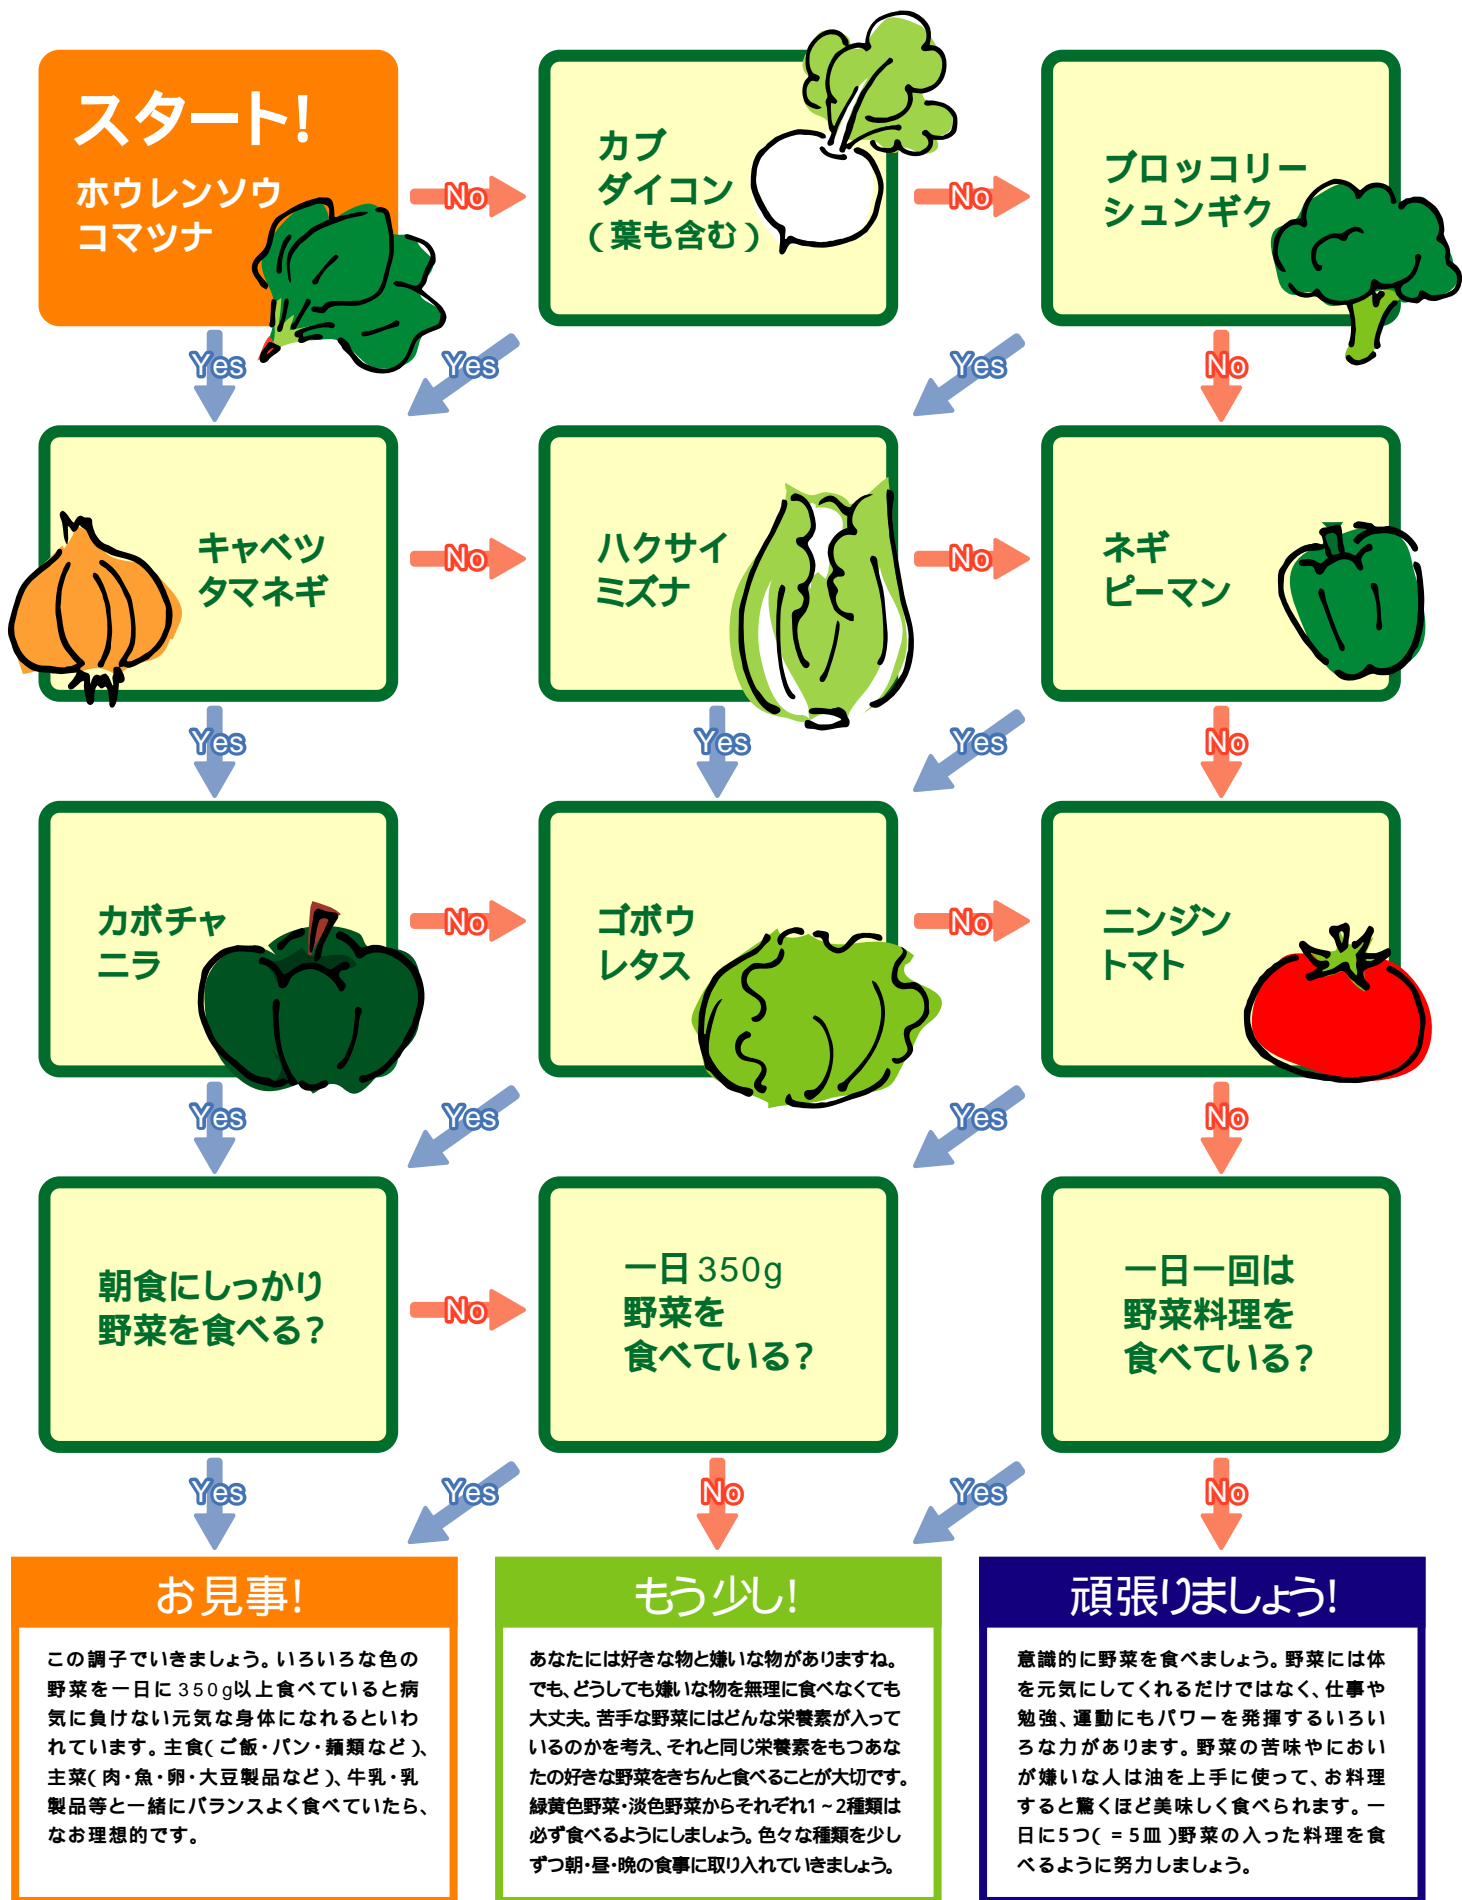 スタート!
ホウレンソウ
コマツナ
No
カブ
ダイコン
(葉も含む)
No
ブロッコリー
シュンギク
Yes
Yes
Yes
No
キャベツ
タマネギ
No
ハクサイ
ミズナ
No
ネギ
ピーマン
Yes
Yes
Yes
No
カボチャ
ニラ
No
ゴボウ
レタス
No
ニンジン
トマト
Yes
Yes
Yes
No
朝食にしっかり
野菜を食べる?
No
一日350g
野菜を
食べている?
一日一回は
野菜料理を
食べている?
Yes
Yes
No
Yes
No
お見事!
この調子でいきましょう。いろいろな色の
野菜を一日に350g以上食べていると病
気に負けない元気な身体になれるといわ
れています。主食(ご飯・パン・麺類など)、
主菜(肉・魚・卵・大豆製品など)、牛乳・乳
製品等と一緒にバランスよく食べていたら、
なお理想的です。
もう少し!
あなたには好きな物と嫌いな物がありますね。
でも、どうしても嫌いな物を無理に食べなくても
大丈夫。苦手な野菜にはどんな栄養素が入って
いるのかを考え、それと同じ栄養素をもつあな
たの好きな野菜をきちんと食べることが大切です。
緑黄色野菜・淡色野菜からそれぞれ1~2種類は
必ず食べるようにしましょう。色々な種類を少し
ずつ朝・昼・晩の食事に取り入れていきましょう。
頑張りましょう!
意識的に野菜を食べましょう。野菜には体
を元気にしてくれるだけではなく、仕事や
勉強、運動にもパワーを発揮するいろい
ろな力があります。野菜の苦味やにおい
が嫌いな人は油を上手に使って、お料理
すると驚くほど美味しく食べられます。一
日に5つ(=5皿)野菜の入った料理を食
べるように努力しましょう。